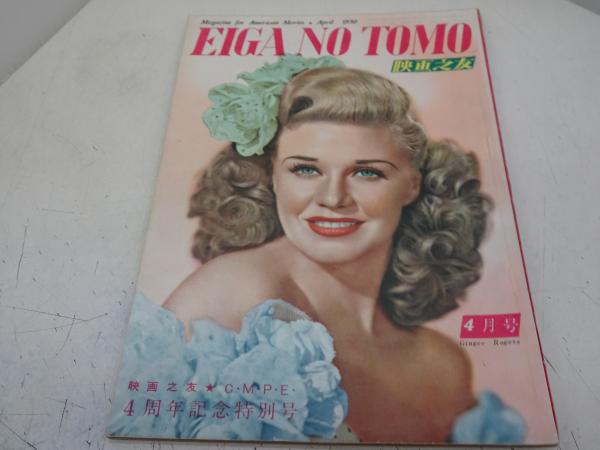 Magazine for American Movies ★ April 1950
EIGA NO TOMO
映画之友
4月号
Ginger Rogers
映画之友★C·M·P·E·
4周年記念特別号